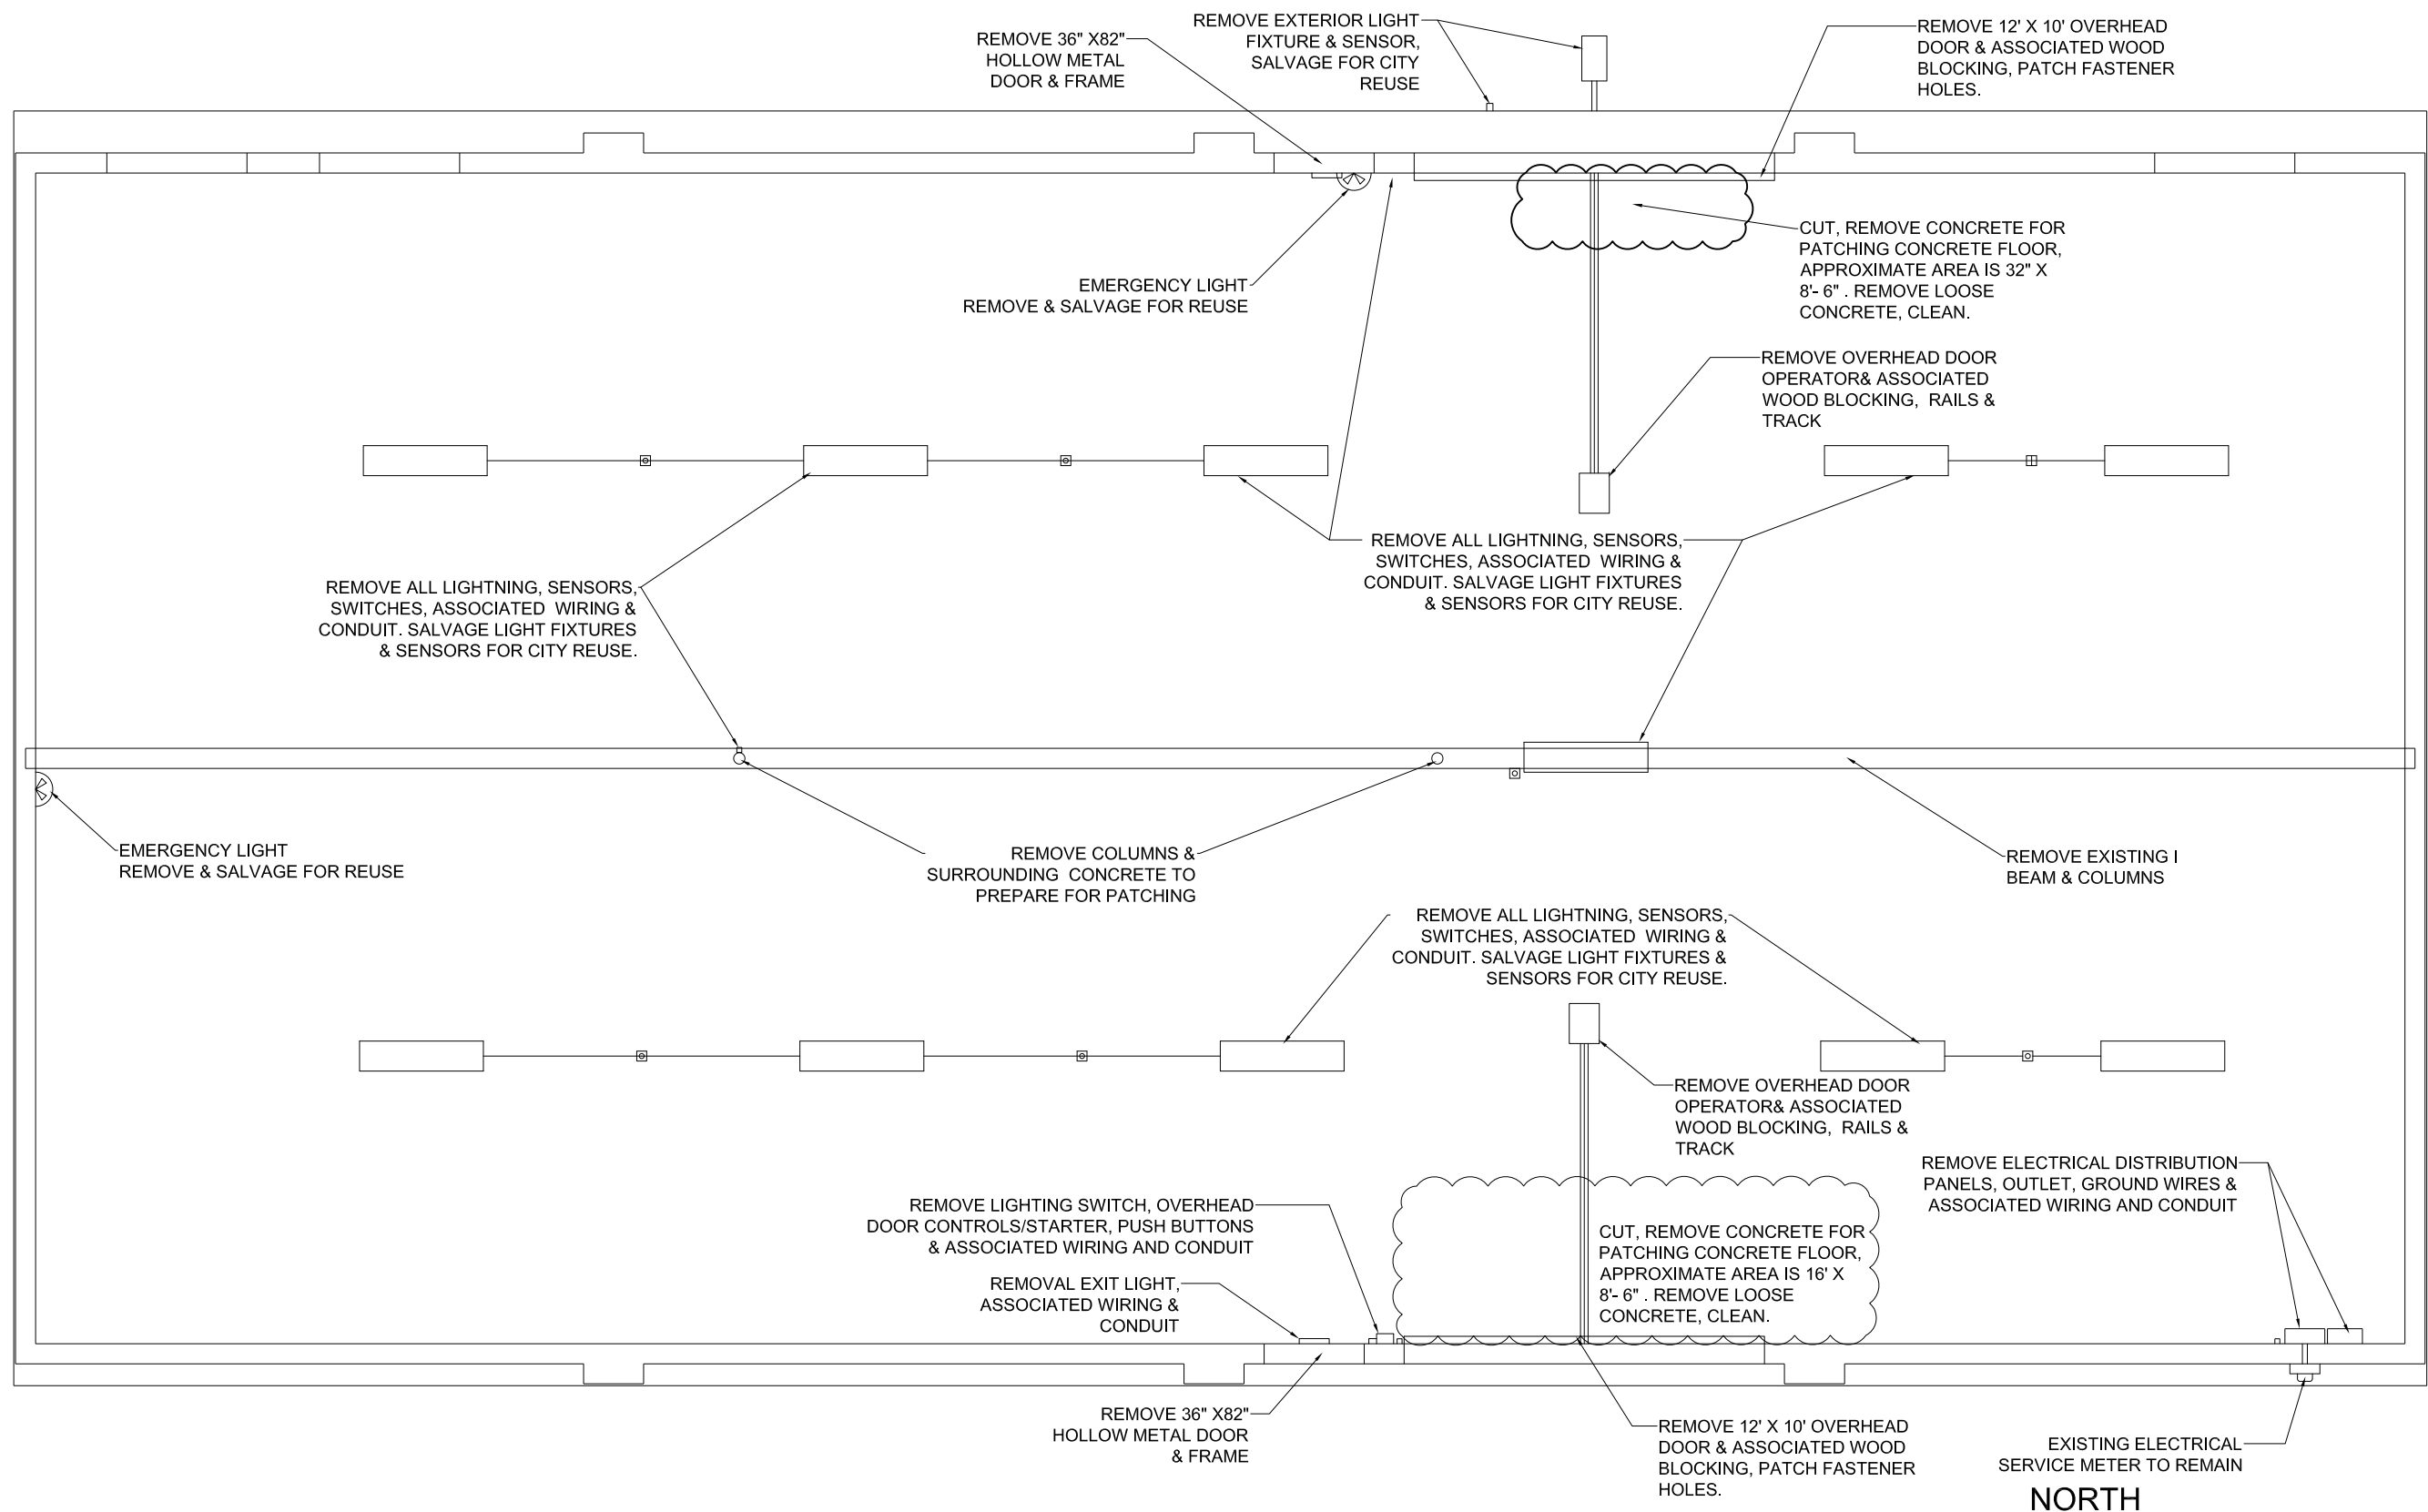 REMOVE 36" X82"
HOLLOW METAL
DOOR & FRAME
REMOVE EXTERIOR LIGHT
FIXTURE & SENSOR,
SALVAGE FOR CITY
REUSE
REMOVE 12' X 10' OVERHEAD
DOOR & ASSOCIATED WOOD
BLOCKING, PATCH FASTENER
HOLES.
CUT, REMOVE CONCRETE FOR
PATCHING CONCRETE FLOOR,
APPROXIMATE AREA IS 32" X
8'- 6" . REMOVE LOOSE
CONCRETE, CLEAN.
EMERGENCY LIGHT
REMOVE & SALVAGE FOR REUSE
REMOVE OVERHEAD DOOR
OPERATOR& ASSOCIATED
WOOD BLOCKING, RAILS &
TRACK
REMOVE ALL LIGHTNING, SENSORS,
SWITCHES, ASSOCIATED WIRING &
CONDUIT. SALVAGE LIGHT FIXTURES
& SENSORS FOR CITY REUSE.
REMOVE ALL LIGHTNING, SENSORS,
SWITCHES, ASSOCIATED WIRING &
CONDUIT. SALVAGE LIGHT FIXTURES
& SENSORS FOR CITY REUSE.
EMERGENCY LIGHT
REMOVE & SALVAGE FOR REUSE
REMOVE COLUMNS &
SURROUNDING CONCRETE TO
PREPARE FOR PATCHING
REMOVE EXISTING I
BEAM & COLUMNS
REMOVE ALL LIGHTNING, SENSORS,
SWITCHES, ASSOCIATED WIRING &
CONDUIT. SALVAGE LIGHT FIXTURES &
SENSORS FOR CITY REUSE.
REMOVE OVERHEAD DOOR
OPERATOR& ASSOCIATED
WOOD BLOCKING, RAILS &
TRACK
REMOVE ELECTRICAL DISTRIBUTION
PANELS, OUTLET, GROUND WIRES &
ASSOCIATED WIRING AND CONDUIT
REMOVE LIGHTING SWITCH, OVERHEAD
DOOR CONTROLS/STARTER, PUSH BUTTONS
& ASSOCIATED WIRING AND CONDUIT
CUT, REMOVE CONCRETE FOR
PATCHING CONCRETE FLOOR,
APPROXIMATE AREA IS 16' X
8'- 6" . REMOVE LOOSE
CONCRETE, CLEAN.
REMOVAL EXIT LIGHT,
ASSOCIATED WIRING &
CONDUIT
REMOVE 36" X82"
HOLLOW METAL DOOR
& FRAME
REMOVE 12' X 10' OVERHEAD
DOOR & ASSOCIATED WOOD
BLOCKING, PATCH FASTENER
HOLES.
EXISTING ELECTRICAL
SERVICE METER TO REMAIN
NORTH